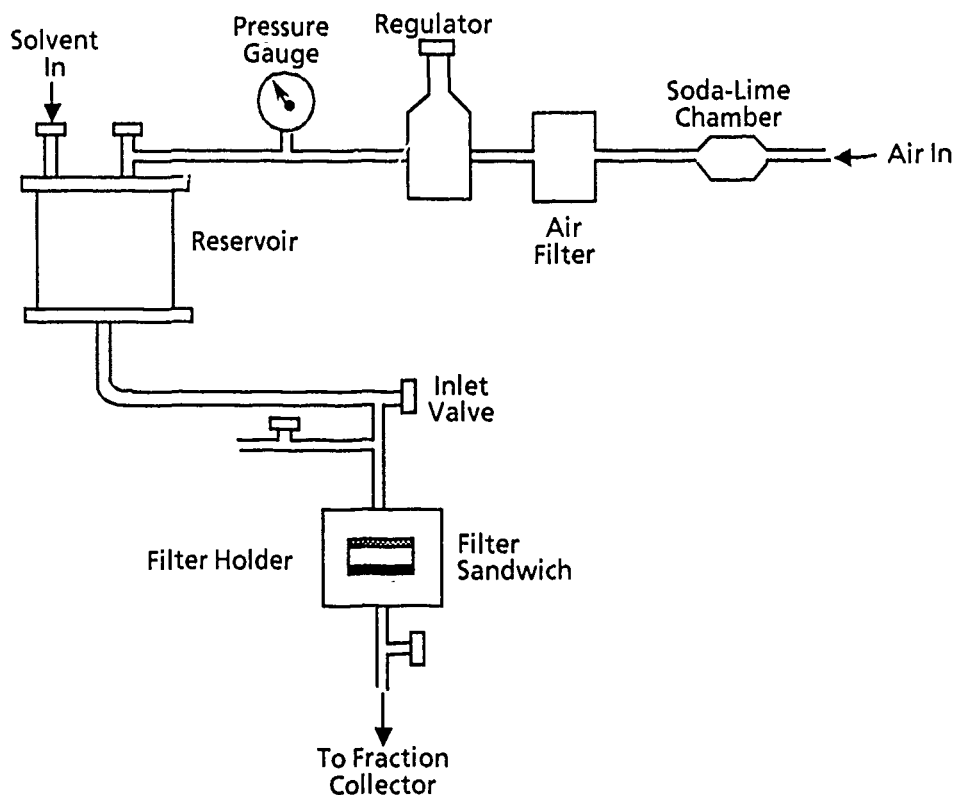 Solvent
In
Pressure
Gauge
Regulator
Soda-Lime
Chamber
Air In
Air
Filter
Reservoir
Inlet
Valve
Filter Holder
Filter
Sandwich
To Fraction
Collector